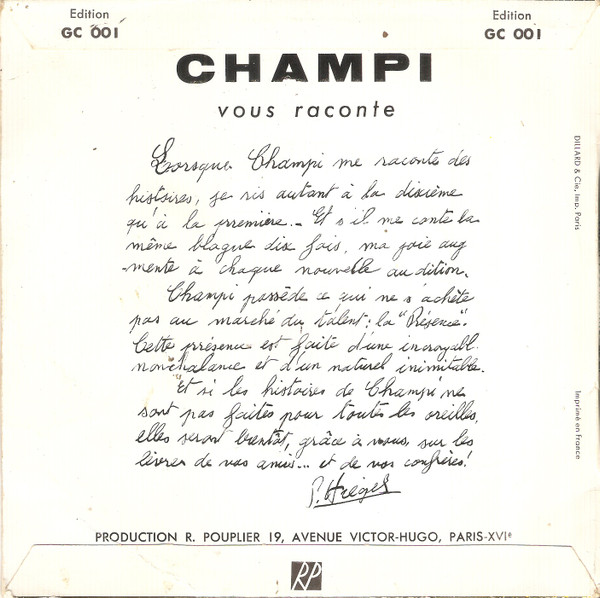 Edition
GC 001
Edition
GC 001
CHAMPI
vous raconte
Lorsque Champi me raconte des
histoires, je ris autant à la dixième
qu'à la première.. Et s'il me conte la
même blague dix fois, ma joie aug
mente à chaque nouvelle audition.
Champi possède ce qui ne s'achète
pas au marché du talent : la "Présence".
Cette présence est faite d'une incroyabl
nonchalance et d'un naturel inimitable.
Et si les histoires de Champi ne
sont pas faites pour toutes les oreilles,
elles seront bientôt, grâce à vous, sur les
lèvres de vos amis... et de vos confrères!
DILLARD & Cie, Imp. Paris
Imprimé en France
PRODUCTION R. POUPLIER 19, AVENUE VICTOR-HUGO, PARIS-XVIe
RP